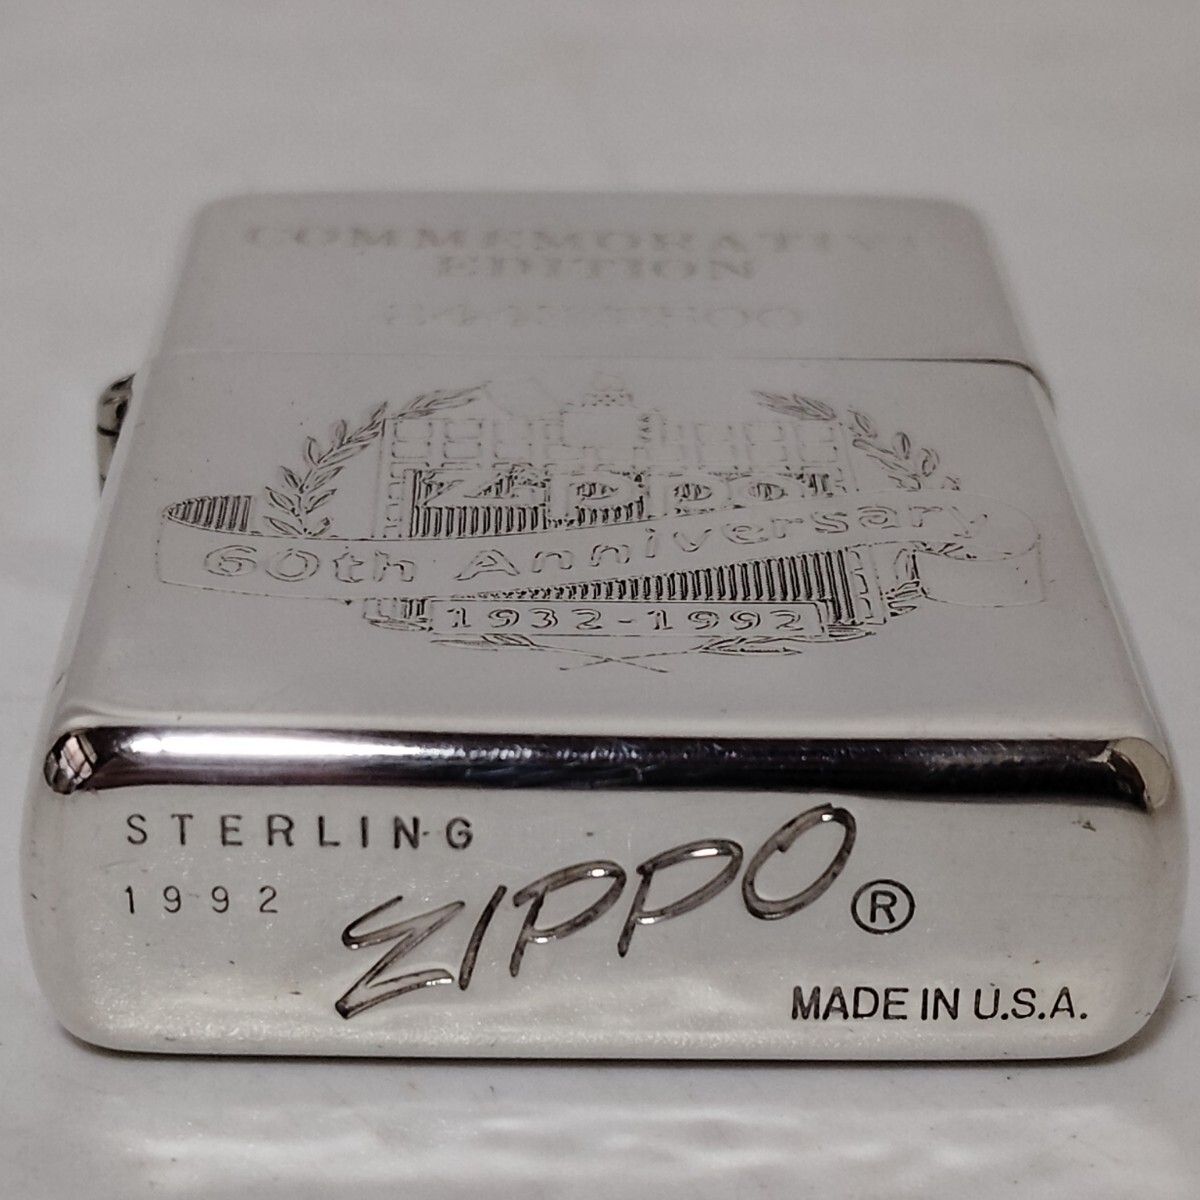 COMMEMORATIVE
EDITION
Zippo
60th Anniversary
1932-1992
STERLING
1992
ZIPPO ®
MADE IN U.S.A.